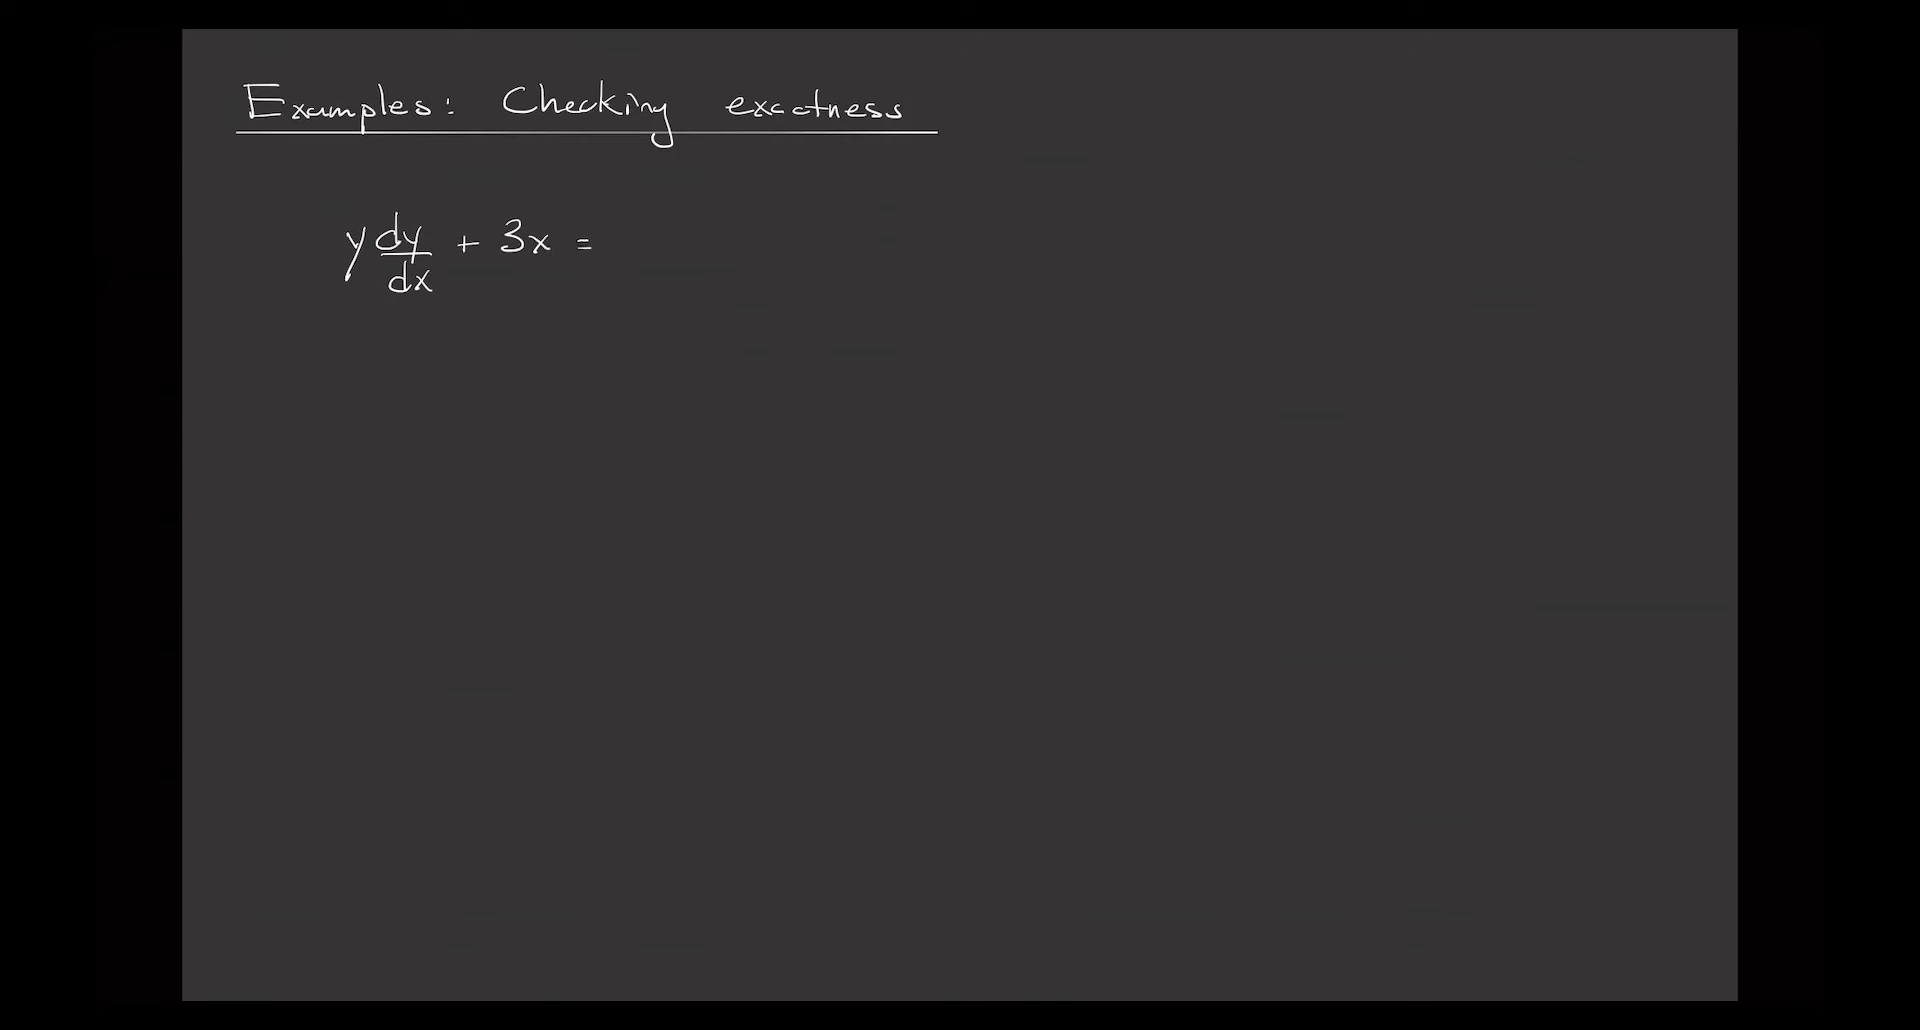 Examples: Checking exactness
y dy/dx + 3x =